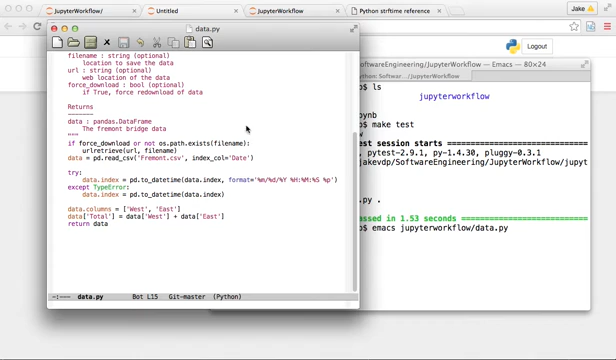 JupyterWorkflow/
Untitled
JupyterWorkflow
Python strftime reference
Jake
data.py
filename : string (optional)
location to save the data
url : string (optional)
web location of the data
force_download : bool (optional)
if True, force redownload of data
Returns
-------
data : pandas.DataFrame
The fremont bridge data
"""
if force_download or not os.path.exists(filename):
urlretrieve(url, filename)
data = pd.read_csv('Fremont.csv', index_col='Date')
try:
data.index = pd.to_datetime(data.index, format='%m/%d/%Y %H:%M:%S %p')
except TypeError:
data.index = pd.to_datetime(data.index)
data.columns = ['West', 'East']
data['Total'] = data['West'] + data['East']
return data
-:--- data.py Bot L15 Git-master (Python)
Logout
SoftwareEngineering/JupyterWorkflow — Emacs — 80×24
Python: Software.../JupyterWorkflow
ls
jupyterworkflow
pynb
make test
w
est session starts
, pytest-2.9.1, py-1.4.30, pluggy-0.3.1
jakevdp/SoftwareEngineering/JupyterWorkflow/jupyt
.py .
assed in 1.53 seconds
emacs jupyterworkflow/data.py